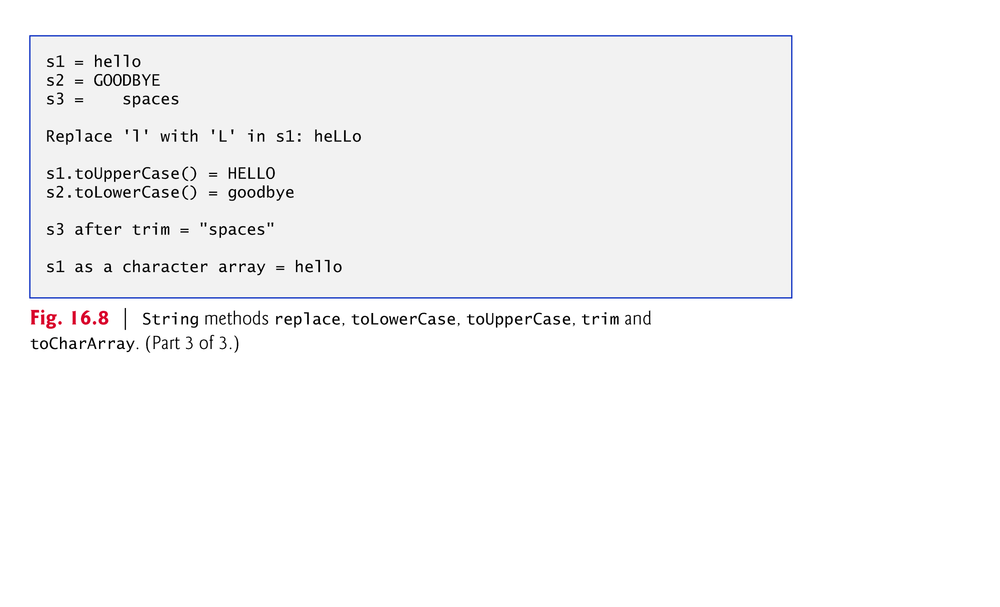 s1 = hello
s2 = GOODBYE
s3 =    spaces
Replace 'l' with 'L' in s1: heLLo
s1.toUpperCase() = HELLO
s2.toLowerCase() = goodbye
s3 after trim = "spaces"
s1 as a character array = hello
Fig. 16.8 | String methods replace, toLowerCase, toUpperCase, trim and
toCharArray. (Part 3 of 3.)